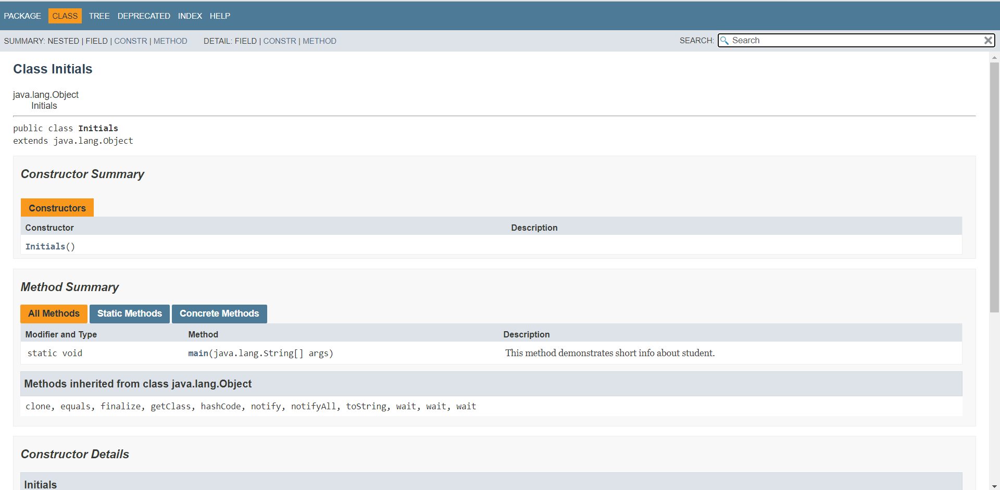 PACKAGE CLASS TREE DEPRECATED INDEX HELP
SUMMARY: NESTED | FIELD | CONSTR | METHOD DETAIL: FIELD | CONSTR | METHOD SEARCH: Search
Class Initials
java.lang.Object
Initials
public class Initials
extends java.lang.Object
Constructor Summary
Constructors
Constructor Description
Initials()
Method Summary
All Methods Static Methods Concrete Methods
Modifier and Type Method Description
static void main(java.lang.String[] args) This method demonstrates short info about student.
Methods inherited from class java.lang.Object
clone, equals, finalize, getClass, hashCode, notify, notifyAll, toString, wait, wait, wait
Constructor Details
Initials